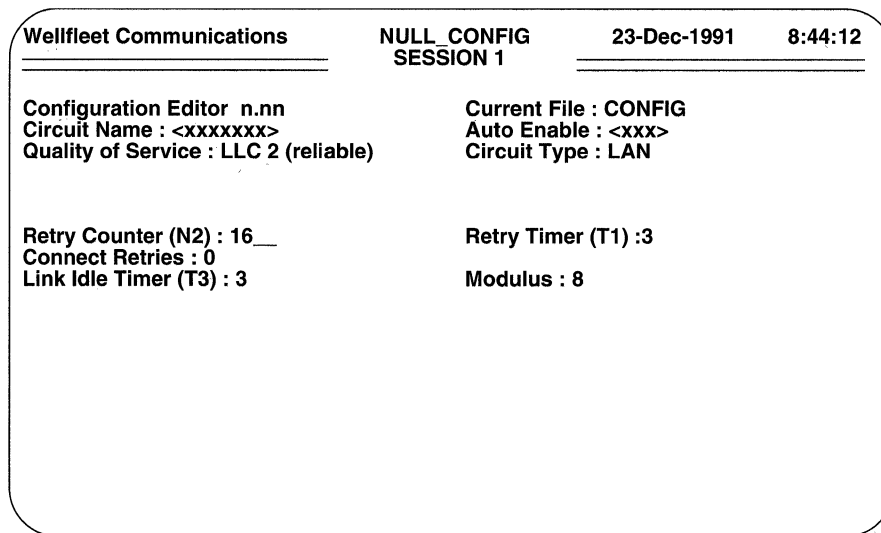 Wellfleet Communications NULL_CONFIG 23-Dec-1991 8:44:12
SESSION 1
Configuration Editor n.nn Current File : CONFIG
Circuit Name : <xxxxxxx> Auto Enable : <xxx>
Quality of Service : LLC 2 (reliable) Circuit Type : LAN
Retry Counter (N2) : 16__ Retry Timer (T1) :3
Connect Retries : 0
Link Idle Timer (T3) : 3 Modulus : 8